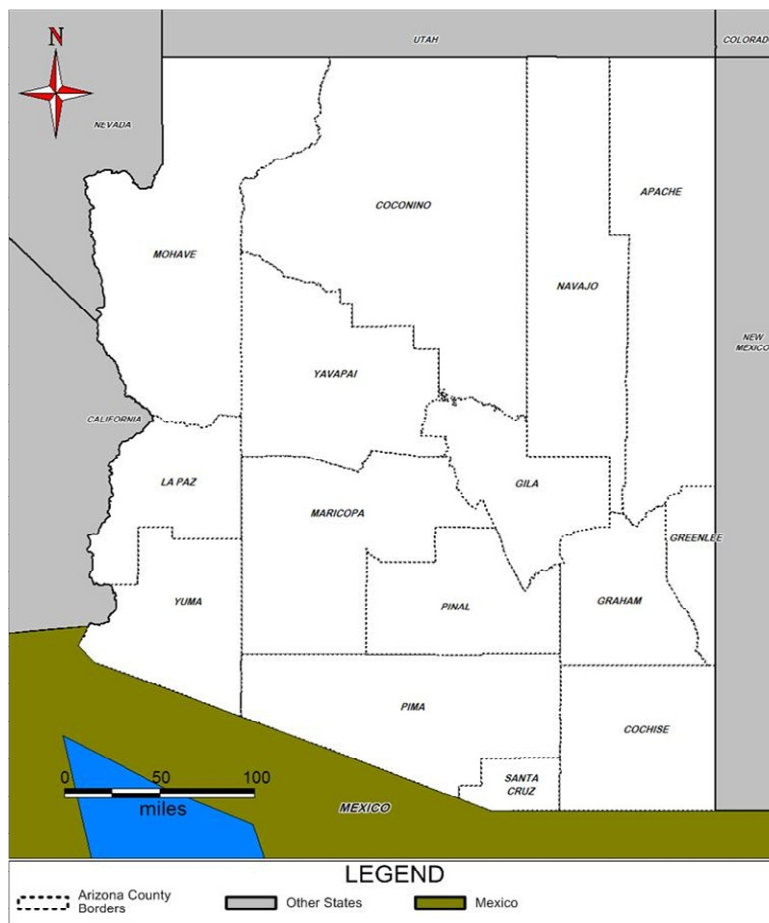 N
UTAH
COLORAD
NEVADA
APACHE
COCONINO
MOHAVE
NAVAJO
NEW
MEXICO
YAVAPAI
CALIFORNIA
LA PAZ
GILA
MARICOPA
GREENLEE
YUMA
PINAL
GRAHAM
PIMA
COCHISE
SANTA
CRUZ
0 50 100
miles
MEXICO
LEGEND
Arizona County
Borders
Other States
Mexico